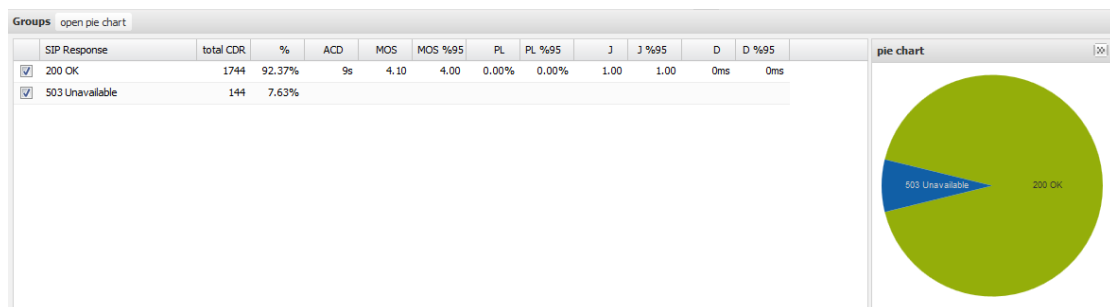 Groups open pie chart
SIP Response total CDR % ACD MOS MOS %95 PL PL %95 J J %95 D D %95
200 OK 1744 92.37% 9s 4.10 4.00 0.00% 0.00% 1.00 1.00 0ms 0ms
503 Unavailable 144 7.63%
pie chart
503 Unavailable 200 OK